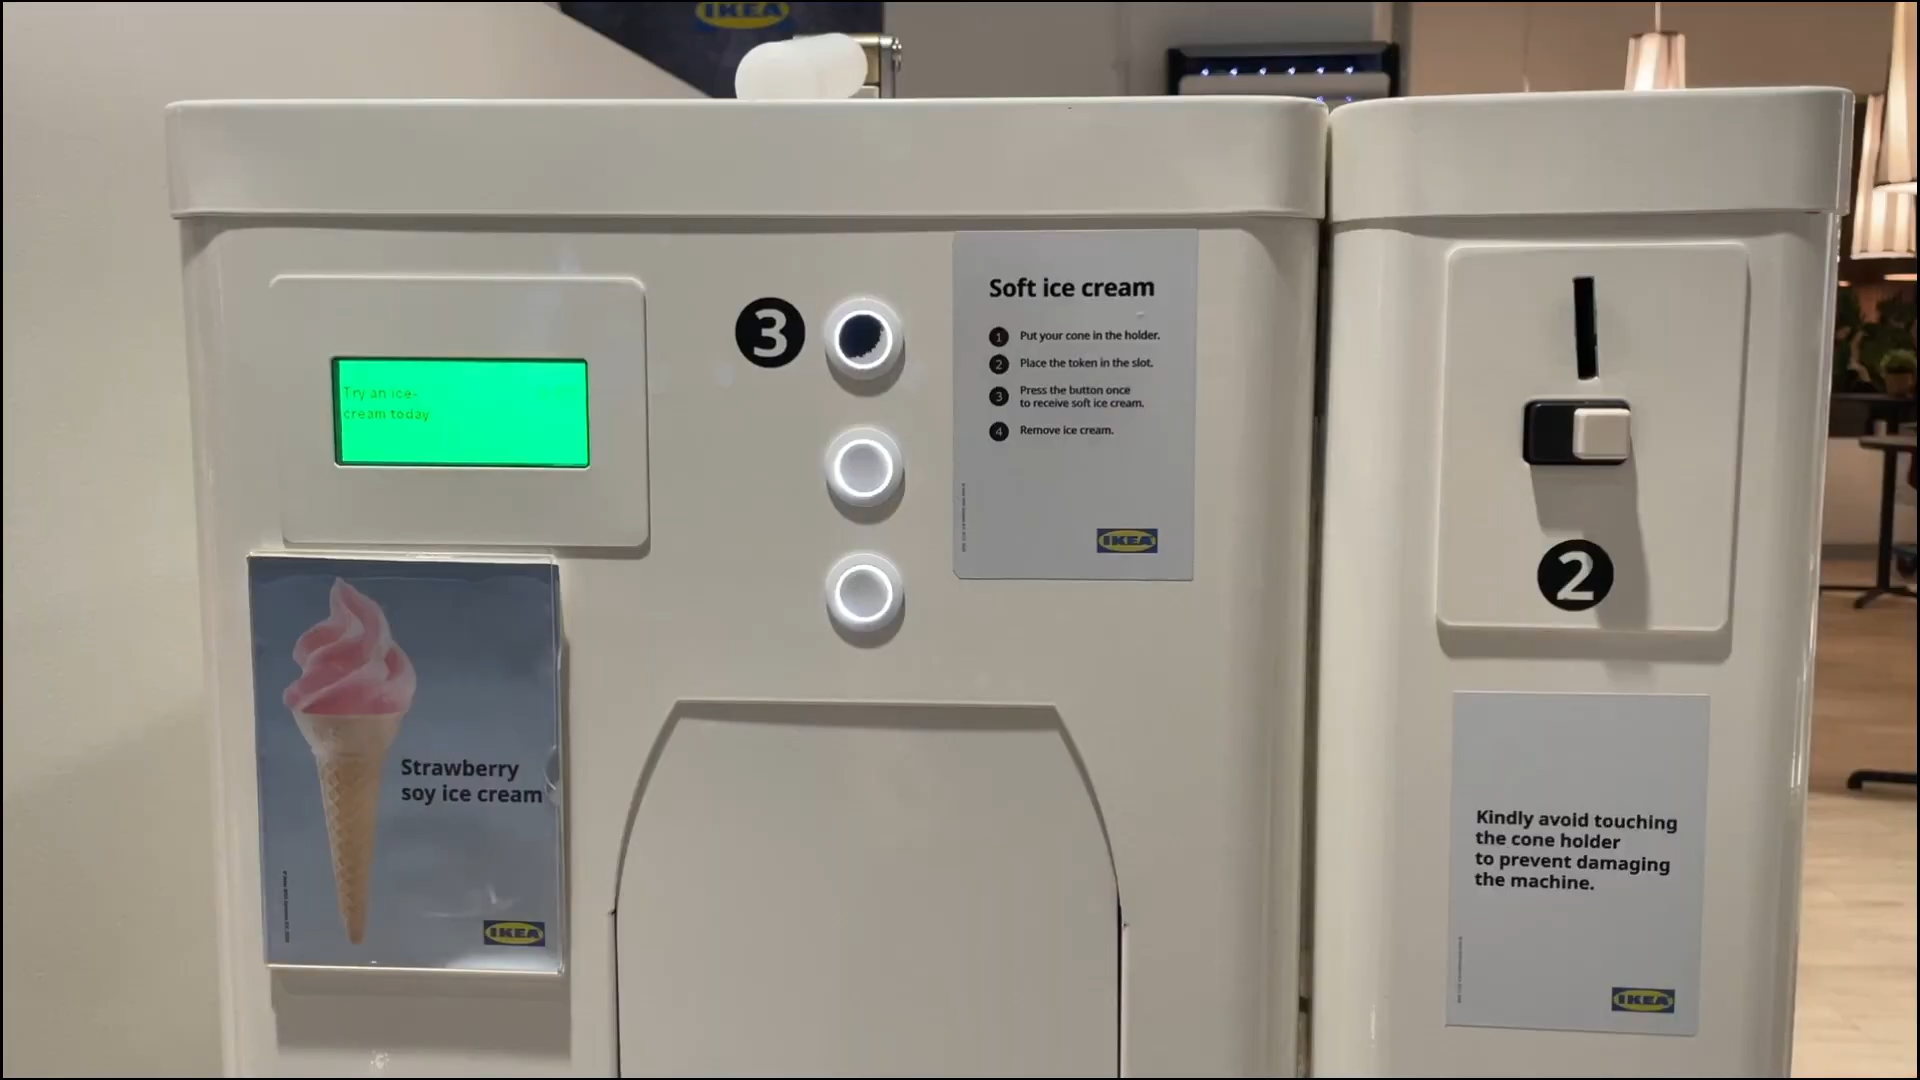 IKEA
Try an ice-
cream today
3
Soft ice cream
1 Put your cone in the holder.
2 Place the token in the slot.
3 Press the button once
to receive soft ice cream.
4 Remove ice cream.
IKEA
2
Strawberry
soy ice cream
IKEA
Kindly avoid touching
the cone holder
to prevent damaging
the machine.
IKEA